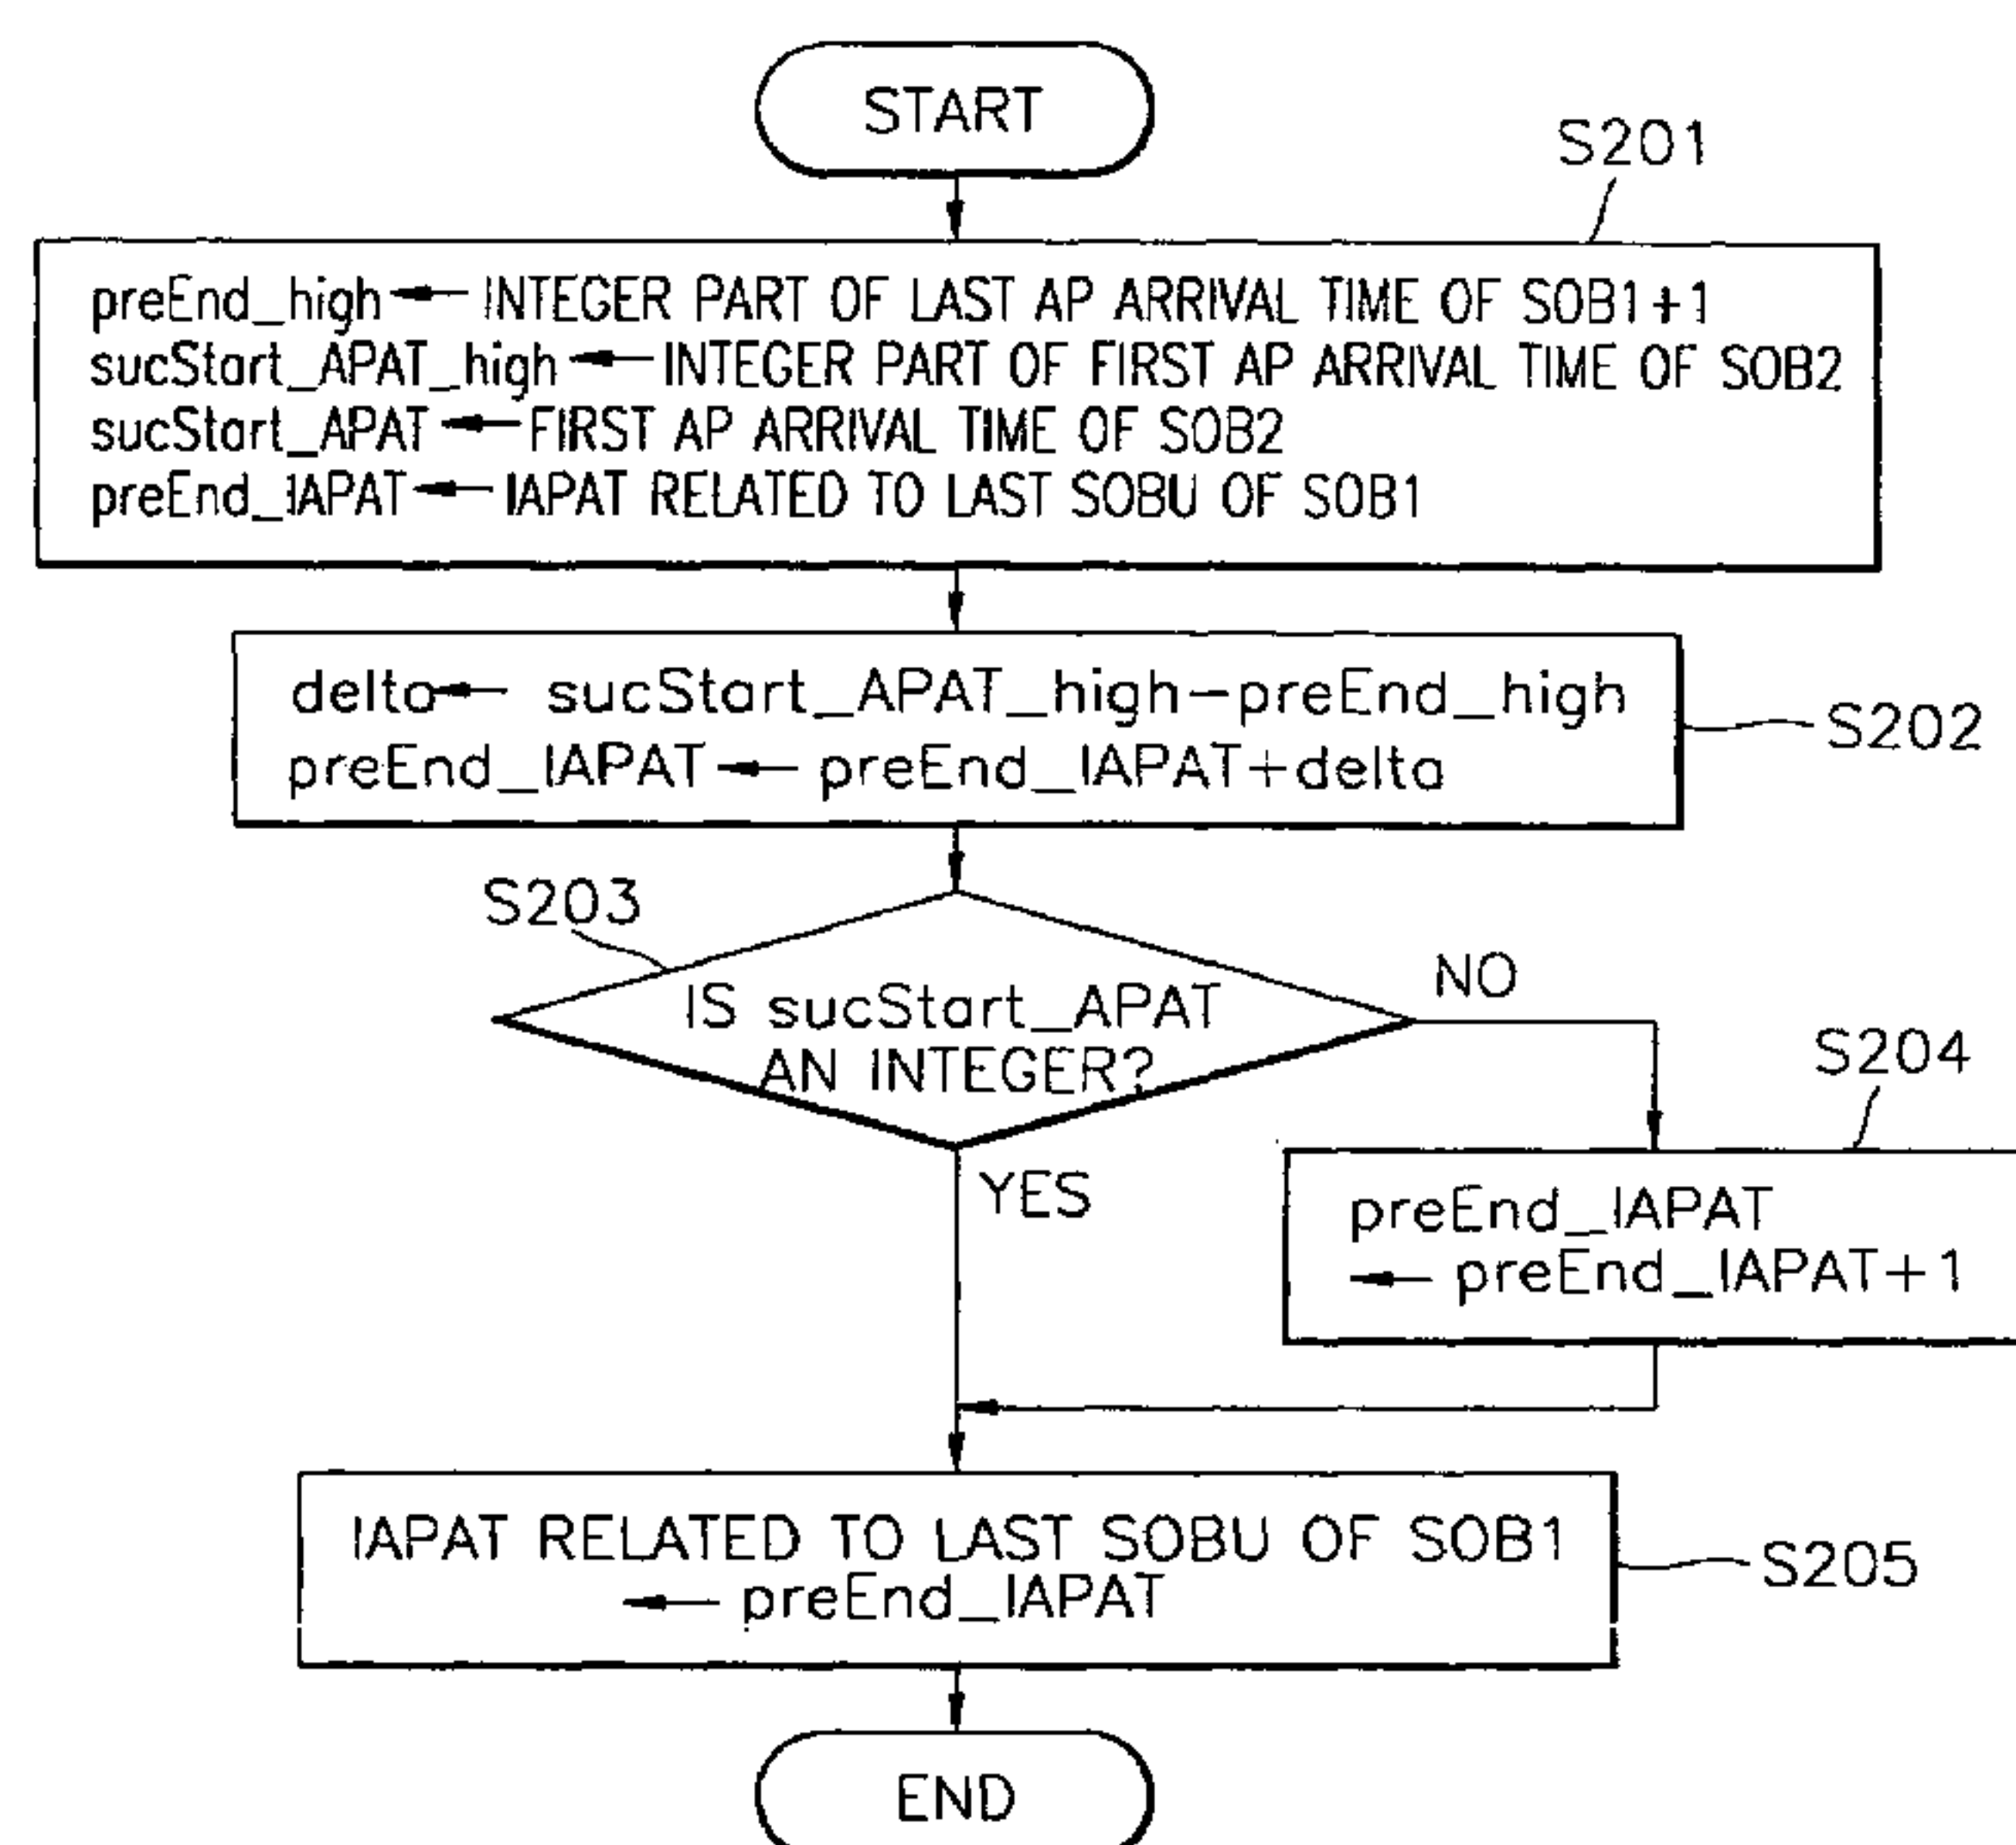 START
S201
preEnd_high ← INTEGER PART OF LAST AP ARRIVAL TIME OF SOB1+1
sucStart_APAT_high ← INTEGER PART OF FIRST AP ARRIVAL TIME OF SOB2
sucStart_APAT ← FIRST AP ARRIVAL TIME OF SOB2
preEnd_IAPAT ← IAPAT RELATED TO LAST SOBU OF SOB1
delta ← sucStart_APAT_high-preEnd_high
preEnd_IAPAT ← preEnd_IAPAT+delta
S202
S203
IS sucStart_APAT
AN INTEGER?
NO
YES
S204
preEnd_IAPAT
← preEnd_IAPAT+1
IAPAT RELATED TO LAST SOBU OF SOB1
← preEnd_IAPAT
S205
END